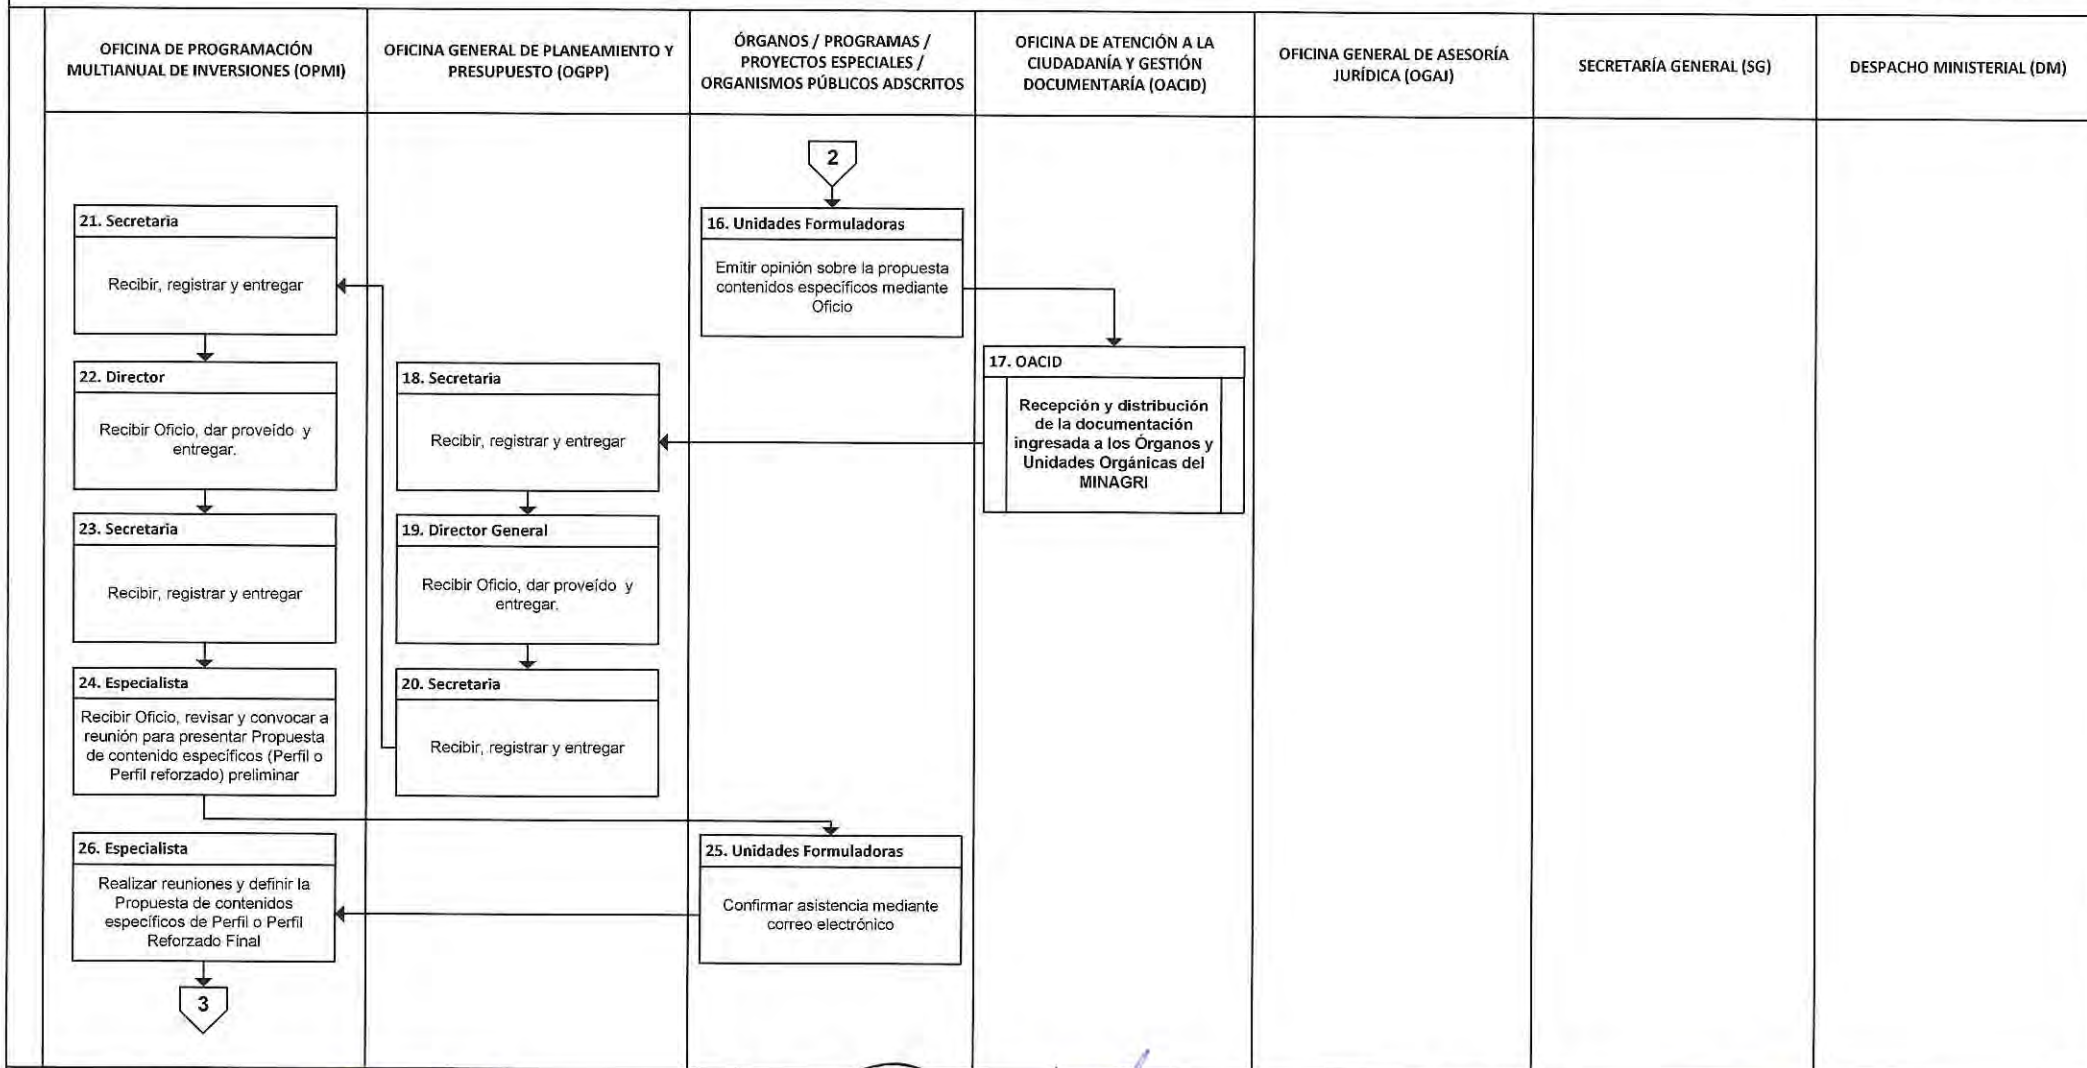 OFICINA DE PROGRAMACIÓN
MULTIANUAL DE INVERSIONES (OPMI)
OFICINA GENERAL DE PLANEAMIENTO Y
PRESUPUESTO (OGPP)
ÓRGANOS / PROGRAMAS /
PROYECTOS ESPECIALES /
ORGANISMOS PÚBLICOS ADSCRITOS
OFICINA DE ATENCIÓN A LA
CIUDADANÍA Y GESTIÓN
DOCUMENTARÍA (OACID)
OFICINA GENERAL DE ASESORÍA
JURÍDICA (OGAJ)
SECRETARÍA GENERAL (SG)
DESPACHO MINISTERIAL (DM)
2
16. Unidades Formuladoras
Emitir opinión sobre la propuesta
contenidos específicos mediante
Oficio
17. OACID
Recepción y distribución
de la documentación
ingresada a los Órganos y
Unidades Orgánicas del
MINAGRI
18. Secretaria
Recibir, registrar y entregar
19. Director General
Recibir Oficio, dar proveído y
entregar.
20. Secretaria
Recibir, registrar y entregar
21. Secretaria
Recibir, registrar y entregar
22. Director
Recibir Oficio, dar proveído y
entregar.
23. Secretaria
Recibir, registrar y entregar
24. Especialista
Recibir Oficio, revisar y convocar a
reunión para presentar Propuesta
de contenido específicos (Perfil o
Perfil reforzado) preliminar
25. Unidades Formuladoras
Confirmar asistencia mediante
correo electrónico
26. Especialista
Realizar reuniones y definir la
Propuesta de contenidos
específicos de Perfil o Perfil
Reforzado Final
3